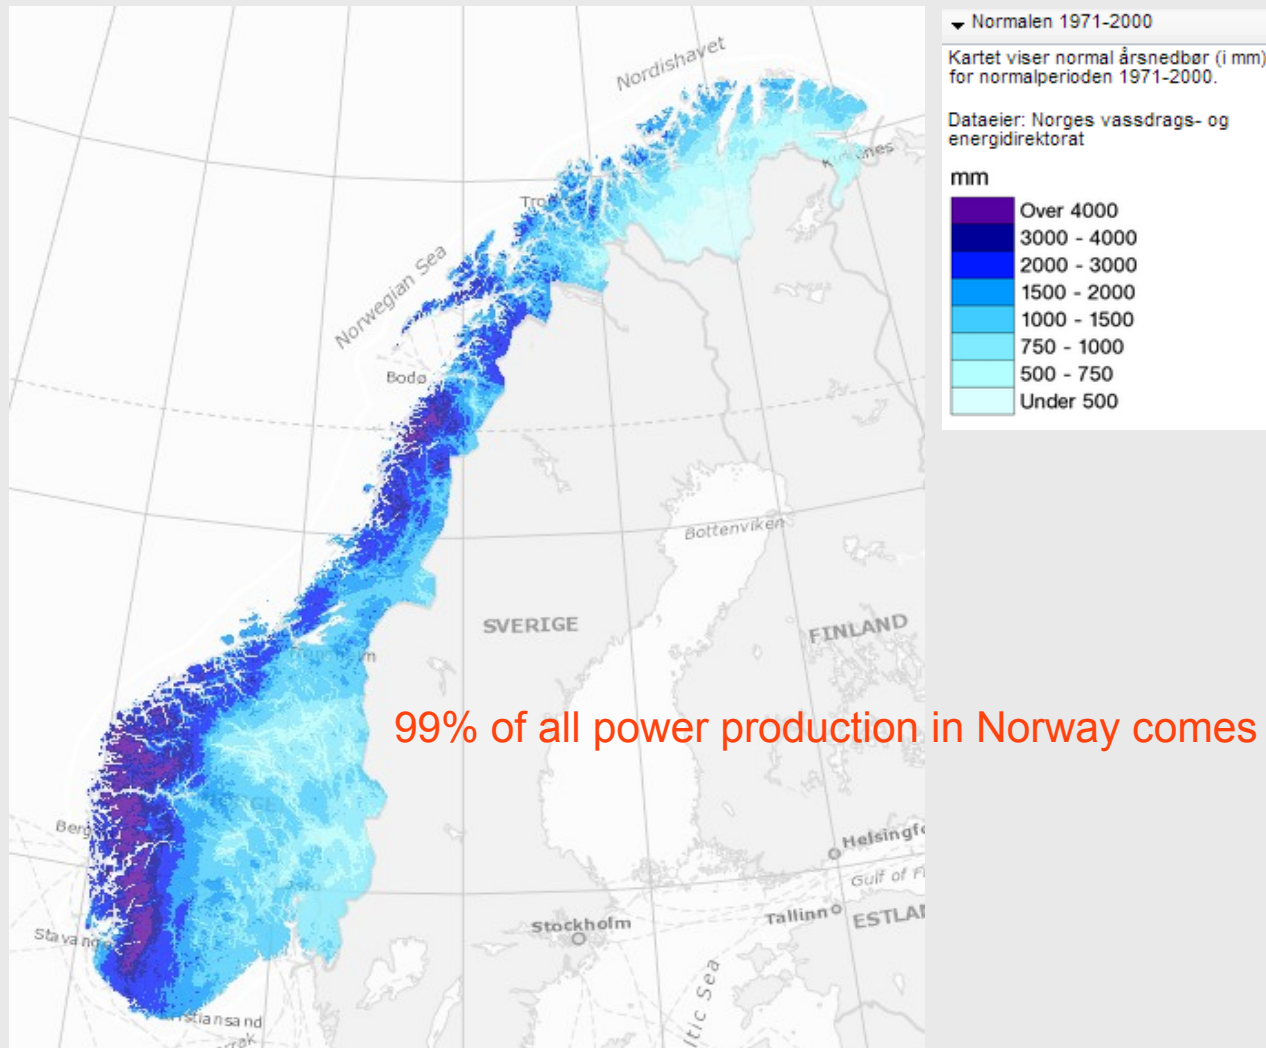 Nordishavet
Norwegian Sea
Bodø
Bottenviken
SVERIGE
FINLAND
99% of all power production in Norway comes
Stockholm
Tallinn
Gulf of
▾ Normalen 1971-2000
Kartet viser normal årsnedbør (i mm)
for normalperioden 1971-2000.
Dataeier: Norges vassdrags- og
energidirektorat
mm
Over 4000
3000 - 4000
2000 - 3000
1500 - 2000
1000 - 1500
750 - 1000
500 - 750
Under 500